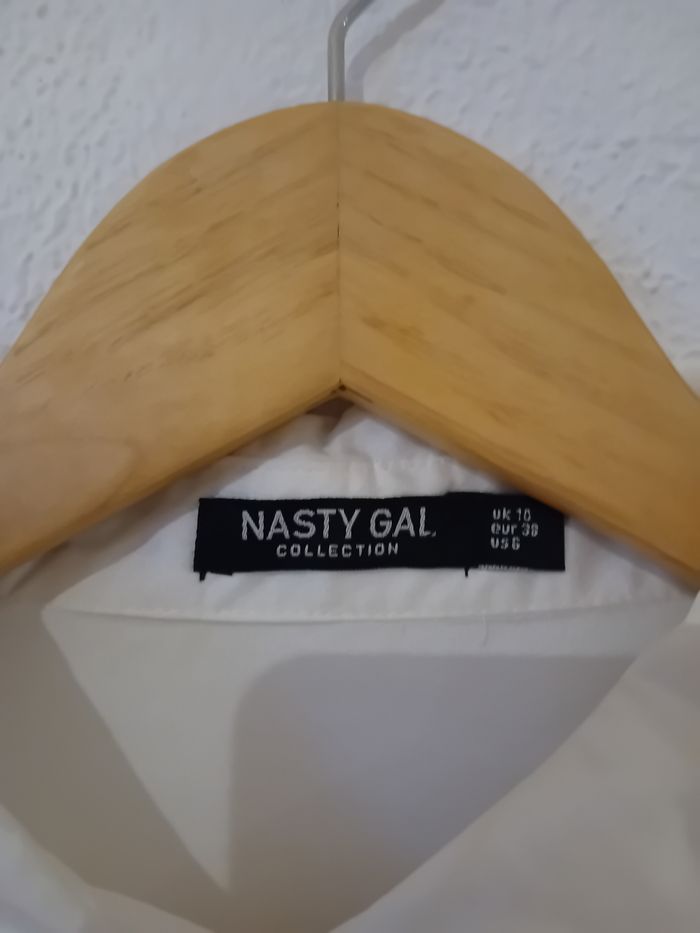 NASTY GAL
COLLECTION
uk 10
eur 38
us 6